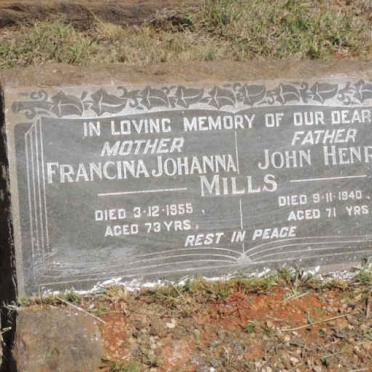 IN LOVING MEMORY OF OUR DEAR
MOTHER FATHER
FRANCINA JOHANNA JOHN HENR
MILLS
DIED 3·12·1955, DIED 9·11·1940
AGED 73 YRS, AGED 71 YRS
REST IN PEACE